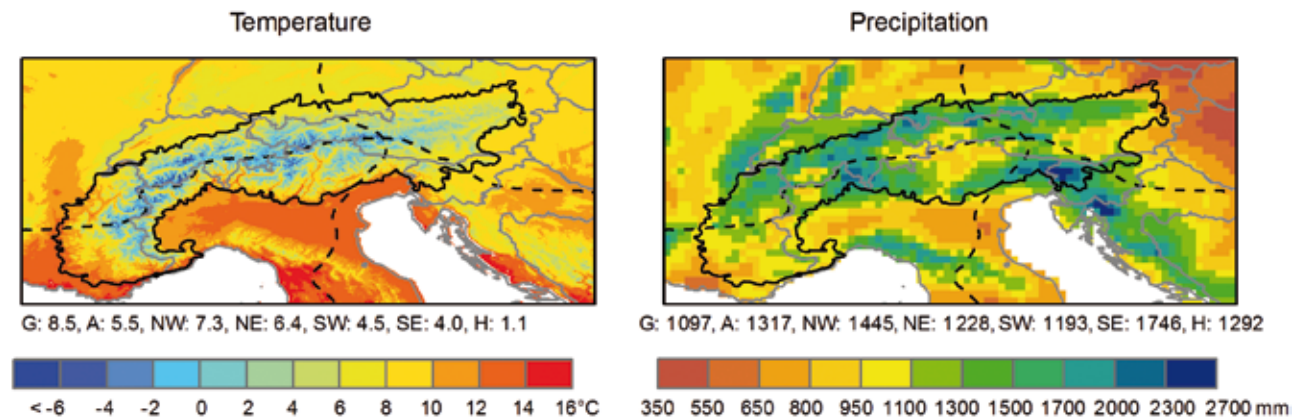 Temperature
Precipitation
G: 8.5, A: 5.5, NW: 7.3, NE: 6.4, SW: 4.5, SE: 4.0, H: 1.1
G: 1097, A: 1317, NW: 1445, NE: 1228, SW: 1193, SE: 1746, H: 1292
< -6 -4 -2 0 2 4 6 8 10 12 14 16°C
350 550 650 800 950 1100 1300 1500 1700 2000 2300 2700 mm